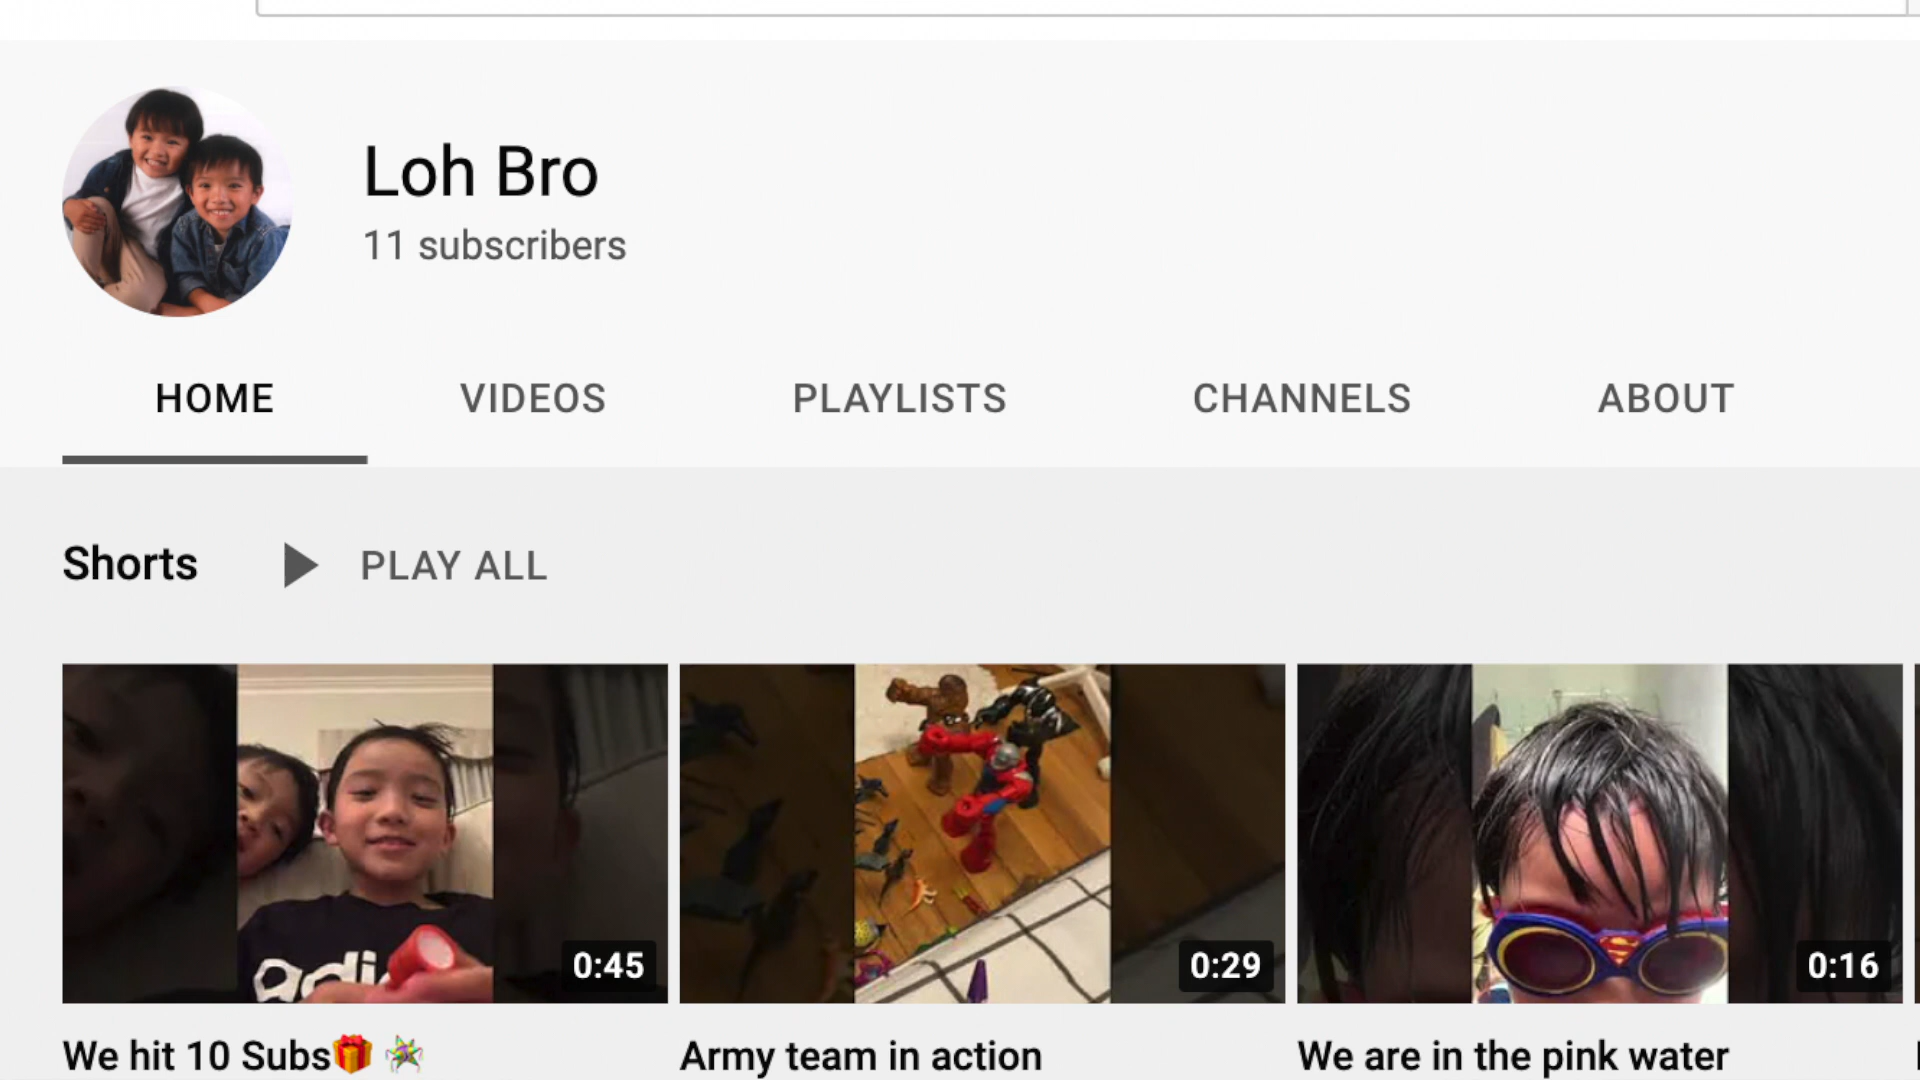 Loh Bro
11 subscribers
HOME VIDEOS PLAYLISTS CHANNELS ABOUT
Shorts PLAY ALL
adi
0:45 0:29 0:16
We hit 10 Subs🎁 🪅 Army team in action We are in the pink water